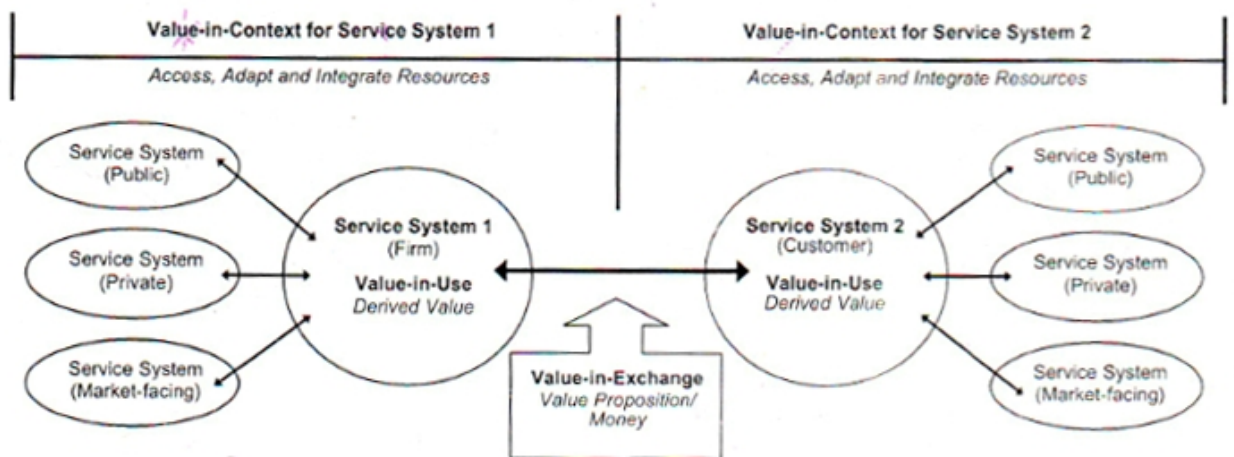 Value-in-Context for Service System 1
Access, Adapt and Integrate Resources
Value-in-Context for Service System 2
Access, Adapt and Integrate Resources
Service System
(Public)
Service System
(Private)
Service System
(Market-facing)
Service System 1
(Firm)
Value-in-Use
Derived Value
Value-in-Exchange
Value Proposition/
Money
Service System 2
(Customer)
Value-in-Use
Derived Value
Service System
(Public)
Service System
(Private)
Service System
(Market-facing)